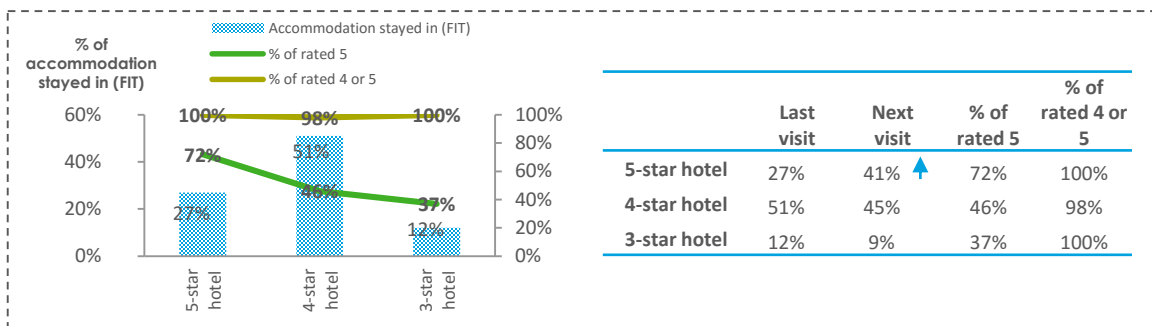 Accommodation stayed in (FIT)
% of rated 5
% of rated 4 or 5
% of
accommodation
stayed in (FIT)
60%
40%
20%
0%
100%
98%
100%
72%
46%
37%
27%
51%
12%
100%
80%
60%
40%
20%
0%
5-star
hotel
4-star
hotel
3-star
hotel
Last
visit
Next
visit
% of
rated 5
% of
rated 4 or
5
5-star hotel 27% 41% 72% 100%
4-star hotel 51% 45% 46% 98%
3-star hotel 12% 9% 37% 100%